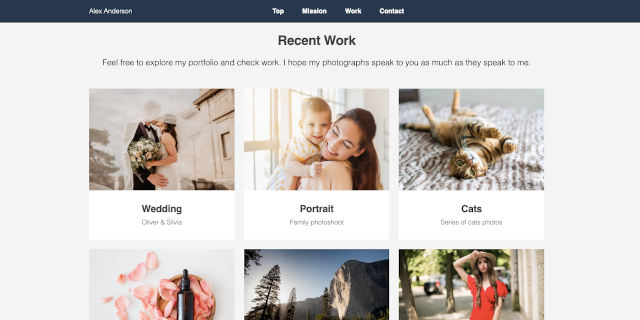 Alex Anderson
Top Mission Work Contact
Recent Work
Feel free to explore my portfolio and check work. I hope my photographs speak to you as much as they speak to me.
Wedding
Oliver & Silvia
Portrait
Family photoshoot
Cats
Series of cats photos